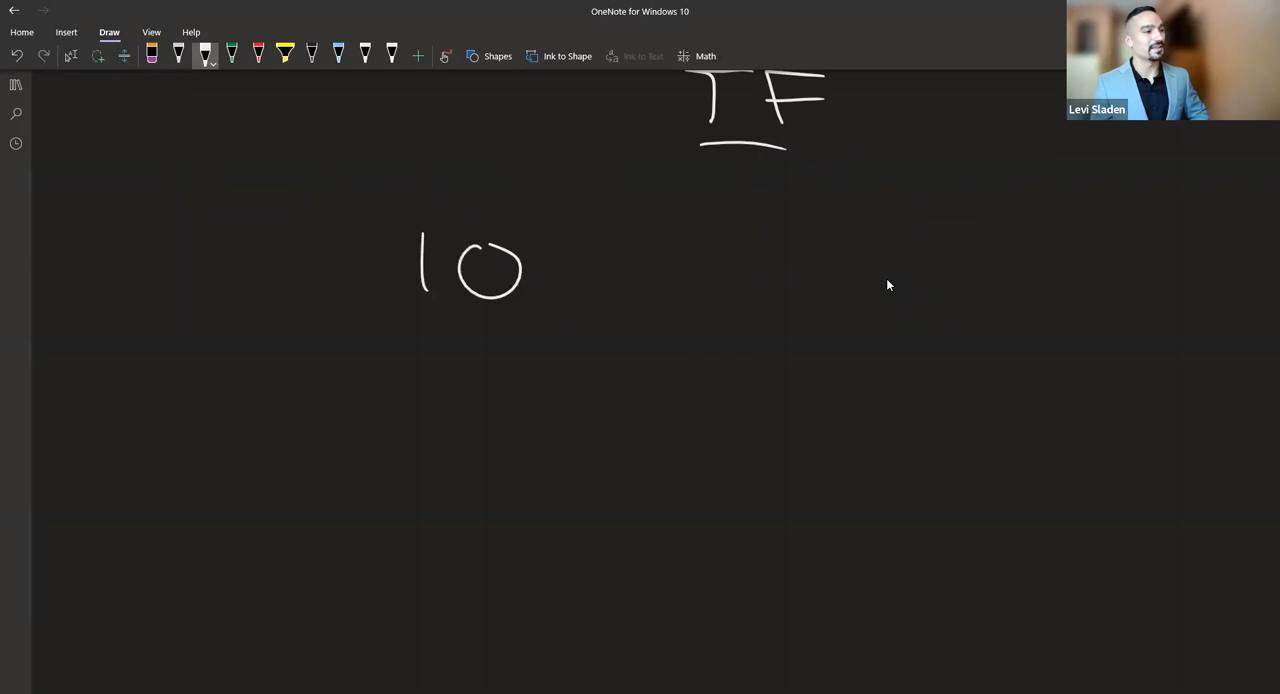 OneNote for Windows 10
Home Insert Draw View Help
Shapes Ink to Shape Ink to Text Math
Levi Sladen
TF
10